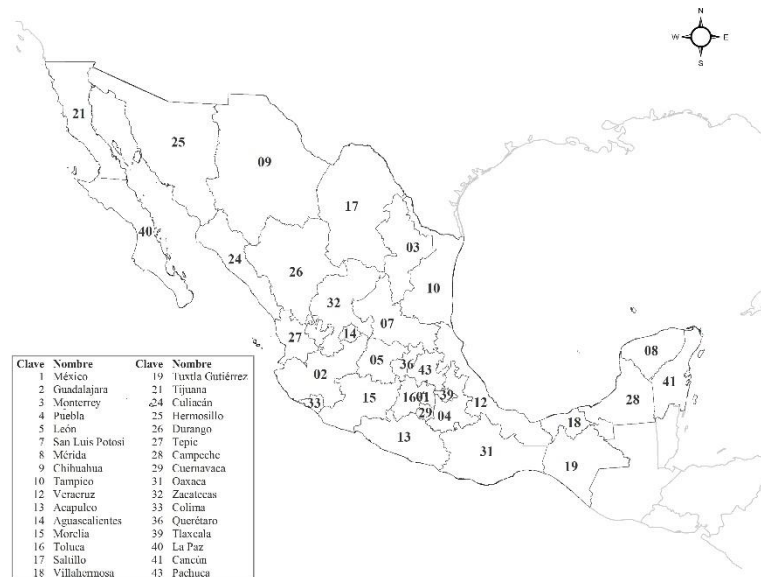 N
W E
S
21
25
09
17
40
24
03
26
10
32
07
27
14
08
05
36 43
02
41
15
16 01 39 12
28
33
29 04
18
13
31
19
Clave Nombre Clave Nombre
1 México 19 Tuxtla Gutiérrez
2 Guadalajara 21 Tijuana
3 Monterrey 24 Culiacán
4 Puebla 25 Hermosillo
5 León 26 Durango
7 San Luis Potosí 27 Tepic
8 Mérida 28 Campeche
9 Chihuahua 29 Cuernavaca
10 Tampico 31 Oaxaca
12 Veracruz 32 Zacatecas
13 Acapulco 33 Colima
14 Aguascalientes 36 Querétaro
15 Morelia 39 Tlaxcala
16 Toluca 40 La Paz
17 Saltillo 41 Cancún
18 Villahermosa 43 Pachuca